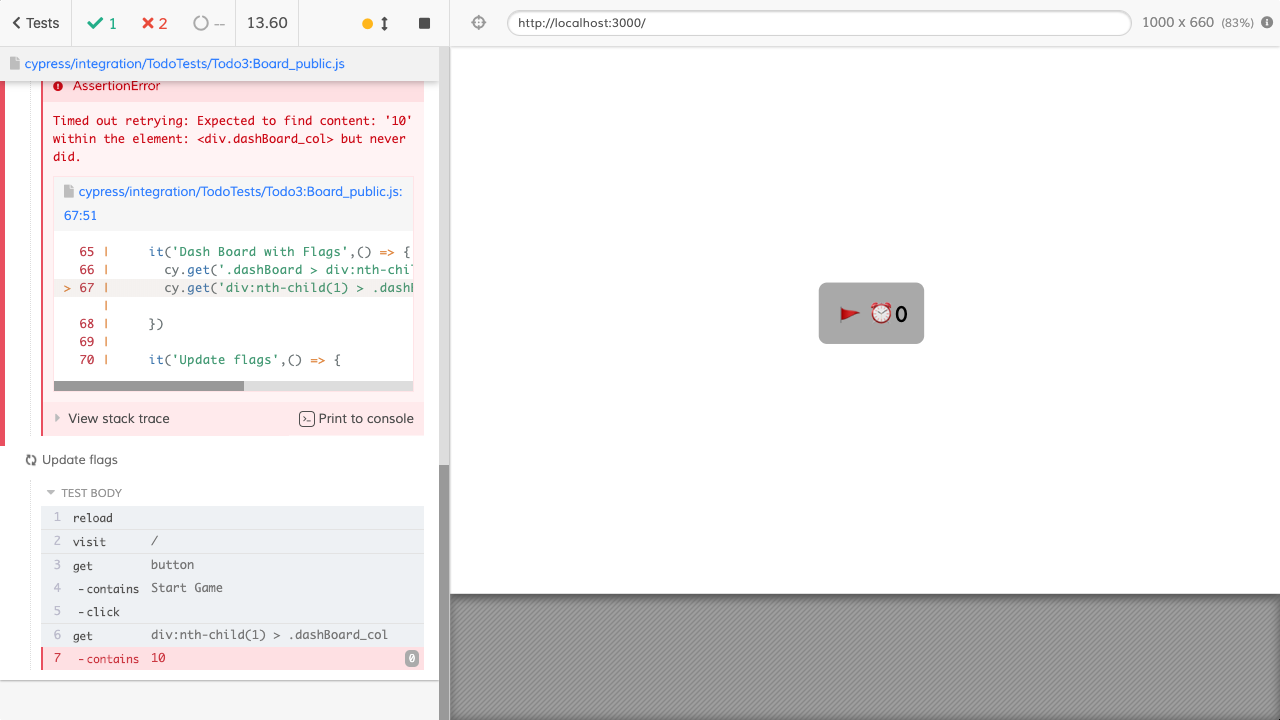 Tests 1 2 -- 13.60
http://localhost:3000/ 1000 x 660 (83%)
cypress/integration/TodoTests/Todo3:Board_public.js
AssertionError
Timed out retrying: Expected to find content: '10'
within the element: <div.dashBoard_col> but never
did.
cypress/integration/TodoTests/Todo3:Board_public.js:
67:51
65 | it('Dash Board with Flags',() => {
66 | cy.get('.dashBoard > div:nth-chil
> 67 | cy.get('div:nth-child(1) > .dashB
|
68 | })
69 |
70 | it('Update flags',() => {
View stack trace Print to console
0
Update flags
TEST BODY
1 reload
2 visit /
3 get button
4 - contains Start Game
5 - click
6 get div:nth-child(1) > .dashBoard_col
7 - contains 10 0